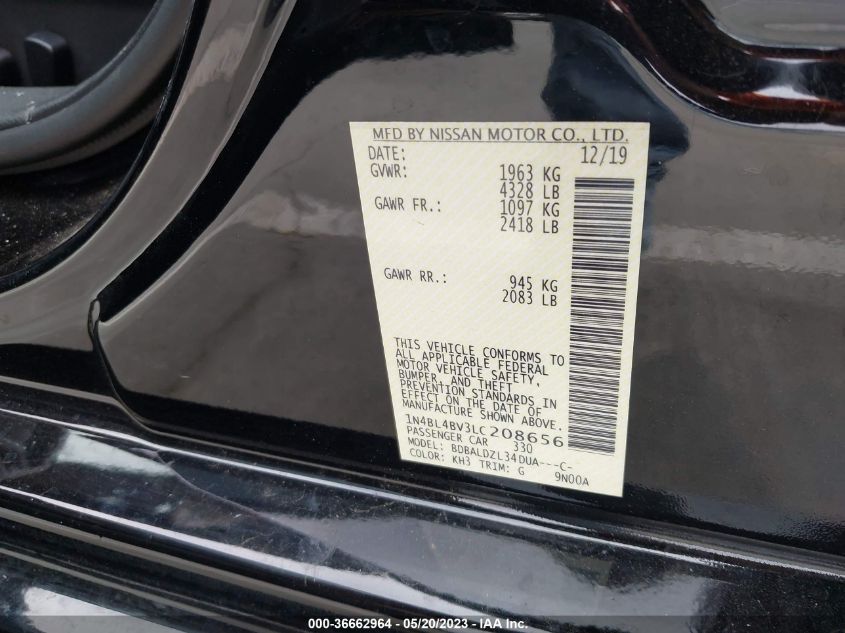 MFD BY NISSAN MOTOR CO., LTD.
DATE: 12/19
GVWR: 1963 KG
4328 LB
GAWR FR.: 1097 KG
2418 LB
GAWR RR.: 945 KG
2083 LB
THIS VEHICLE CONFORMS TO
ALL APPLICABLE FEDERAL
MOTOR VEHICLE SAFETY,
BUMPER, AND THEFT
PREVENTION STANDARDS IN
EFFECT ON THE DATE OF
MANUFACTURE SHOWN ABOVE.
1N4BL4BV3LC208656
PASSENGER CAR 330
MODEL: BDBALDZL34DUA---C-
COLOR: KH3 TRIM: G 9N00A
000-36662964 - 05/20/2023 - © IAA, Inc.